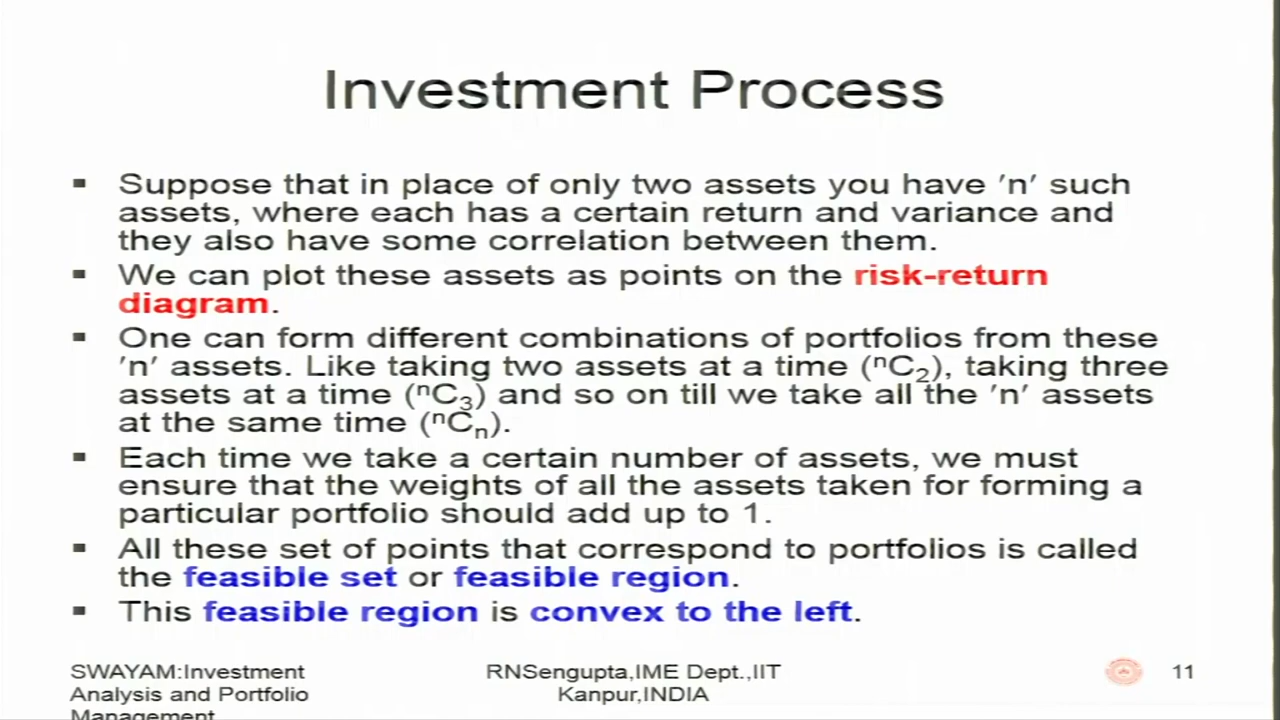 Investment Process
▪ Suppose that in place of only two assets you have 'n' such
assets, where each has a certain return and variance and
they also have some correlation between them.
▪ We can plot these assets as points on the risk-return
diagram.
▪ One can form different combinations of portfolios from these
'n' assets. Like taking two assets at a time (ⁿC₂), taking three
assets at a time (ⁿC₃) and so on till we take all the 'n' assets
at the same time (ⁿCₙ).
▪ Each time we take a certain number of assets, we must
ensure that the weights of all the assets taken for forming a
particular portfolio should add up to 1.
▪ All these set of points that correspond to portfolios is called
the feasible set or feasible region.
▪ This feasible region is convex to the left.
SWAYAM:Investment
Analysis and Portfolio
Management
RNSengupta,IME Dept.,IIT
Kanpur,INDIA
11